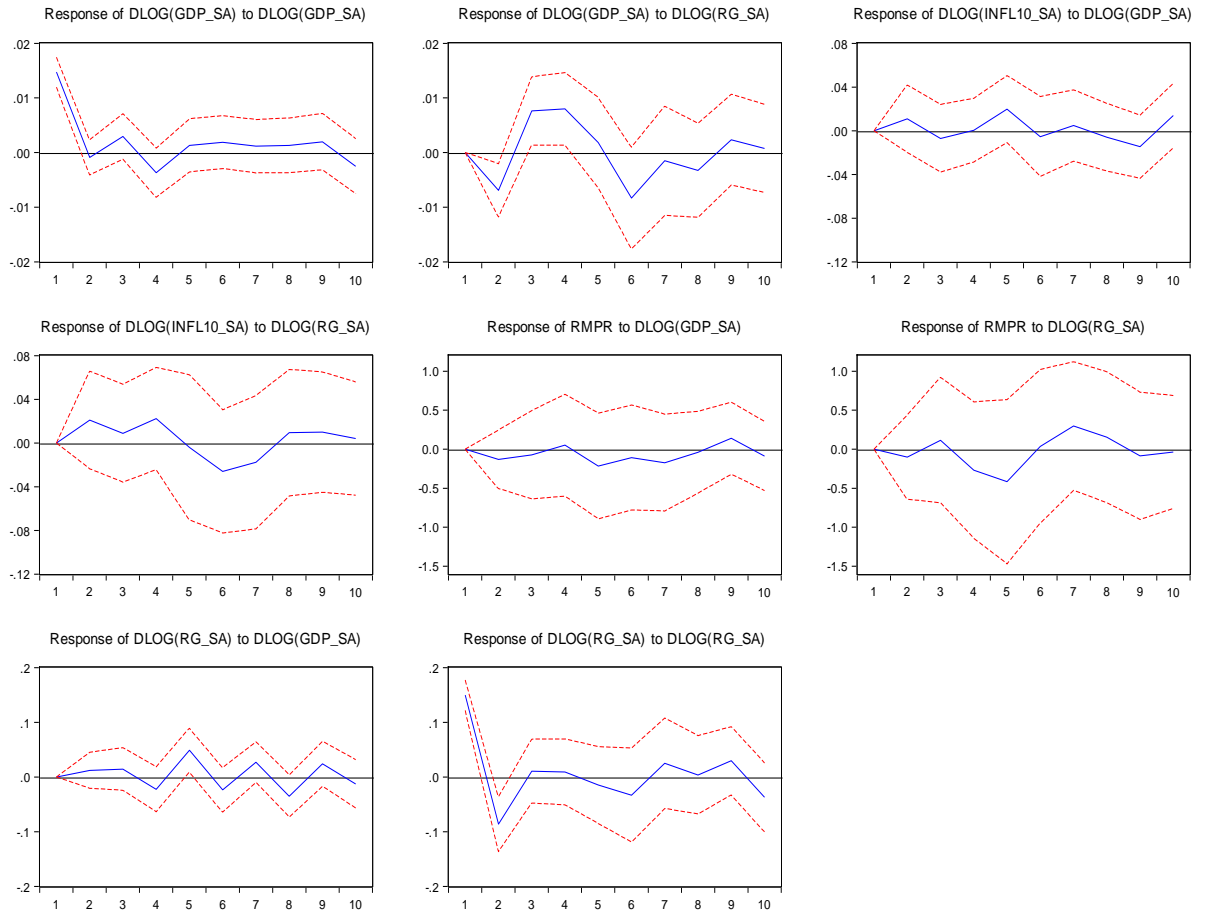 Response of DLOG(GDP_SA) to DLOG(GDP_SA)
.02
.01
.00
-.01
-.02
1 2 3 4 5 6 7 8 9 10
Response of DLOG(GDP_SA) to DLOG(RG_SA)
.02
.01
.00
-.01
-.02
1 2 3 4 5 6 7 8 9 10
Response of DLOG(INFL10_SA) to DLOG(GDP_SA)
.08
.04
.00
-.04
-.08
-.12
1 2 3 4 5 6 7 8 9 10
Response of DLOG(INFL10_SA) to DLOG(RG_SA)
.08
.04
.00
-.04
-.08
-.12
1 2 3 4 5 6 7 8 9 10
Response of RMPR to DLOG(GDP_SA)
1.0
0.5
0.0
-0.5
-1.0
-1.5
1 2 3 4 5 6 7 8 9 10
Response of RMPR to DLOG(RG_SA)
1.0
0.5
0.0
-0.5
-1.0
-1.5
1 2 3 4 5 6 7 8 9 10
Response of DLOG(RG_SA) to DLOG(GDP_SA)
.2
.1
.0
-.1
-.2
1 2 3 4 5 6 7 8 9 10
Response of DLOG(RG_SA) to DLOG(RG_SA)
.2
.1
.0
-.1
-.2
1 2 3 4 5 6 7 8 9 10